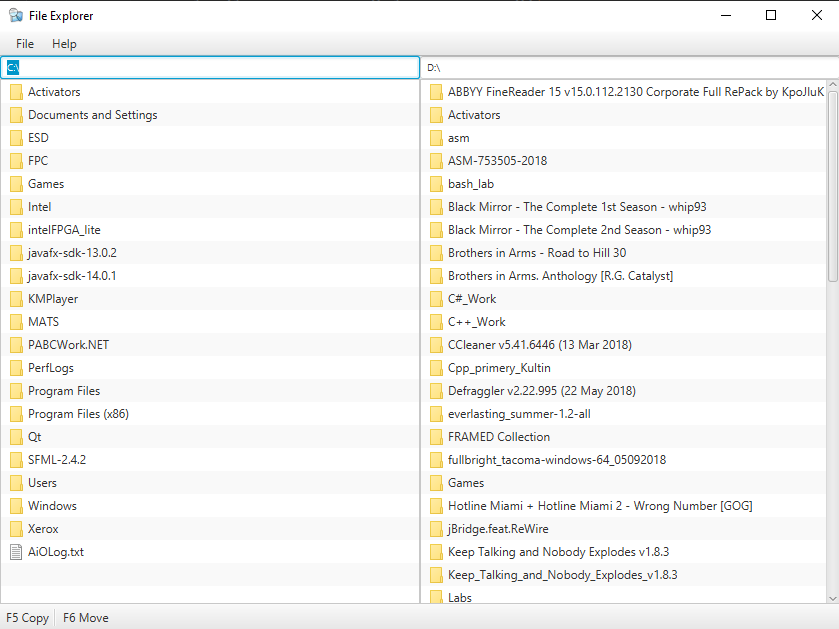 File Explorer
File Help
C:\
Activators
Documents and Settings
ESD
FPC
Games
Intel
intelFPGA_lite
javafx-sdk-13.0.2
javafx-sdk-14.0.1
KMPlayer
MATS
PABCWork.NET
PerfLogs
Program Files
Program Files (x86)
Qt
SFML-2.4.2
Users
Windows
Xerox
AiOLog.txt
D:\
ABBYY FineReader 15 v15.0.112.2130 Corporate Full RePack by KpoJIuK
Activators
asm
ASM-753505-2018
bash_lab
Black Mirror - The Complete 1st Season - whip93
Black Mirror - The Complete 2nd Season - whip93
Brothers in Arms - Road to Hill 30
Brothers in Arms. Anthology [R.G. Catalyst]
C#_Work
C++_Work
CCleaner v5.41.6446 (13 Mar 2018)
Cpp_primery_Kultin
Defraggler v2.22.995 (22 May 2018)
everlasting_summer-1.2-all
FRAMED Collection
fullbright_tacoma-windows-64_05092018
Games
Hotline Miami + Hotline Miami 2 - Wrong Number [GOG]
jBridge.feat.ReWire
Keep Talking and Nobody Explodes v1.8.3
Keep_Talking_and_Nobody_Explodes_v1.8.3
Labs
F5 Copy F6 Move